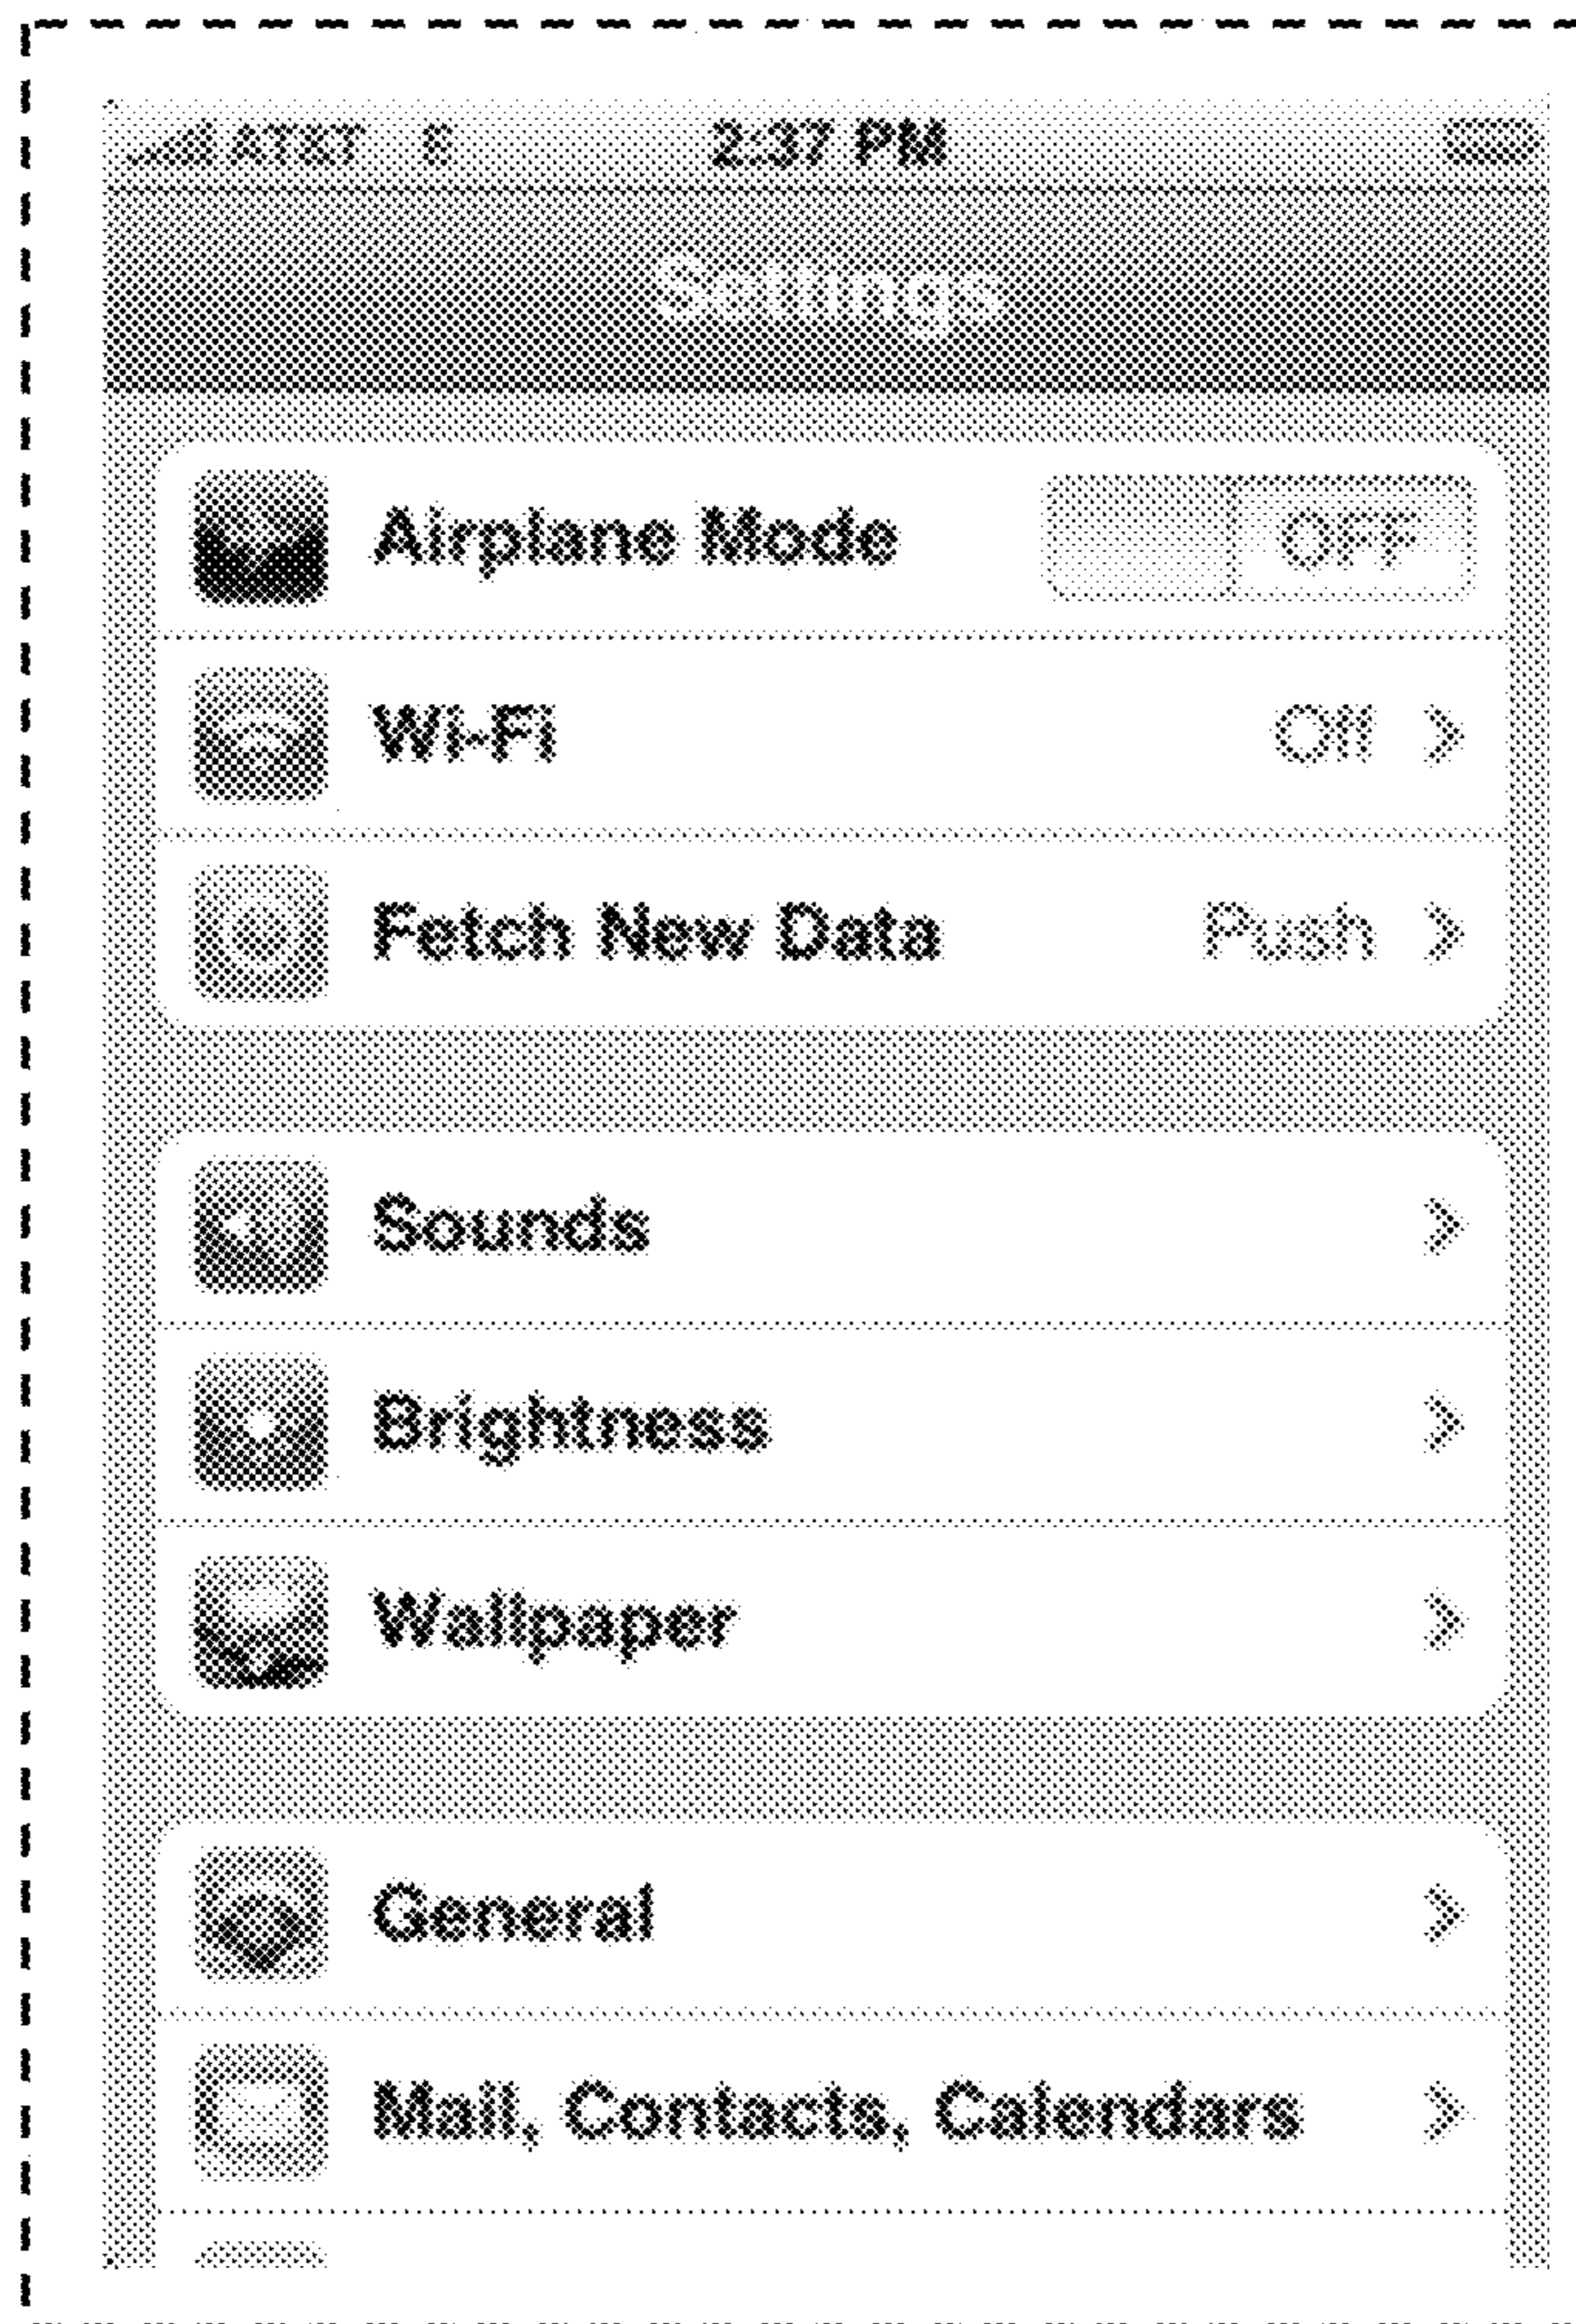 AT&T E 2:37 PM
Settings
Airplane Mode OFF
Wi-Fi Off
Fetch New Data Push
Sounds
Brightness
Wallpaper
General
Mail, Contacts, Calendars